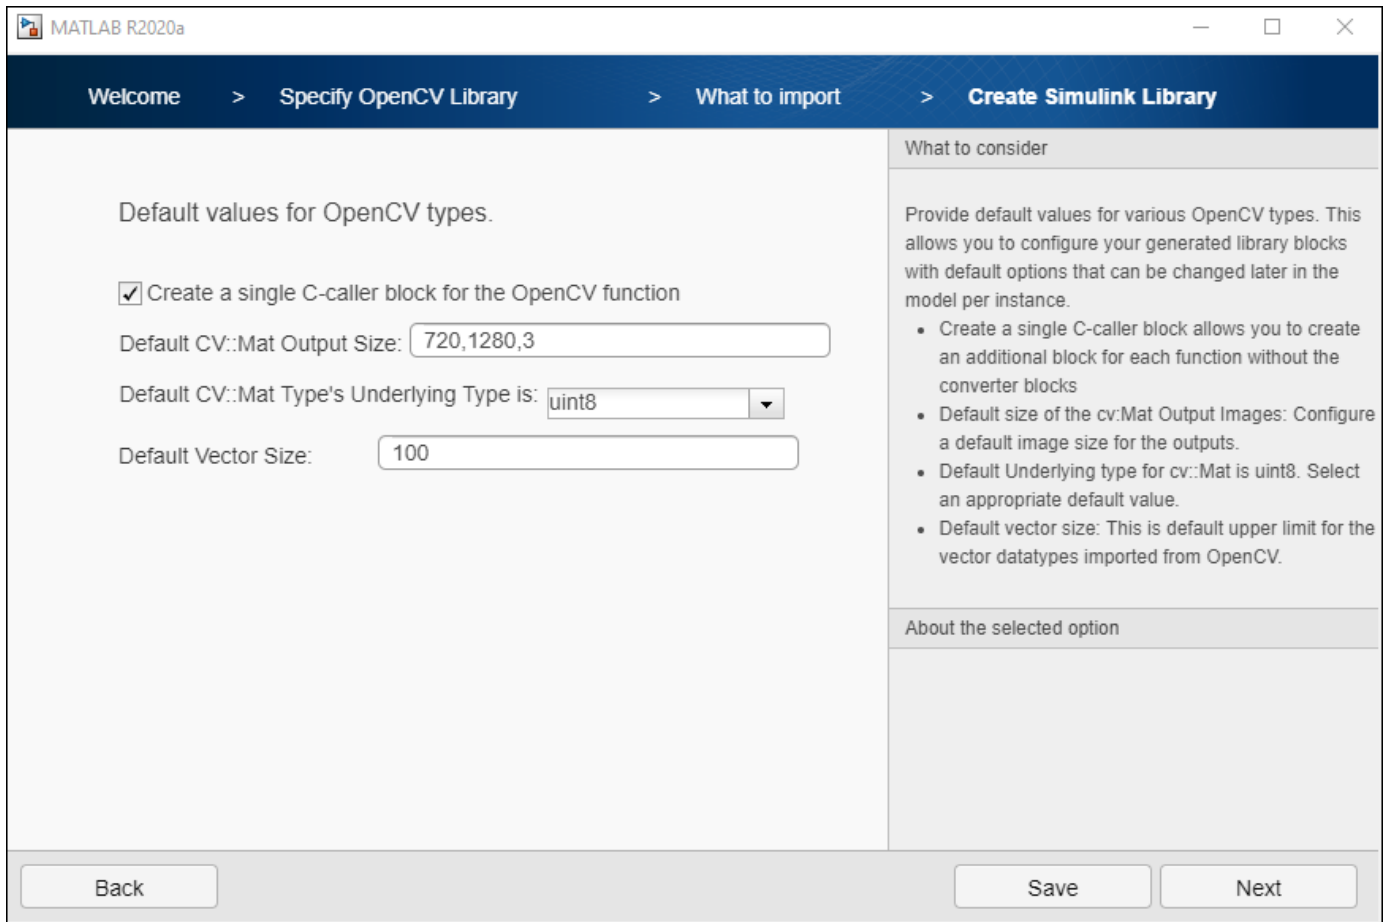 MATLAB R2020a
Welcome > Specify OpenCV Library > What to import > Create Simulink Library
Default values for OpenCV types.
Create a single C-caller block for the OpenCV function
Default CV::Mat Output Size: 720,1280,3
Default CV::Mat Type's Underlying Type is: uint8
Default Vector Size: 100
What to consider
Provide default values for various OpenCV types. This
allows you to configure your generated library blocks
with default options that can be changed later in the
model per instance.
• Create a single C-caller block allows you to create
an additional block for each function without the
converter blocks
• Default size of the cv:Mat Output Images: Configure
a default image size for the outputs.
• Default Underlying type for cv::Mat is uint8. Select
an appropriate default value.
• Default vector size: This is default upper limit for the
vector datatypes imported from OpenCV.
About the selected option
Back Save Next